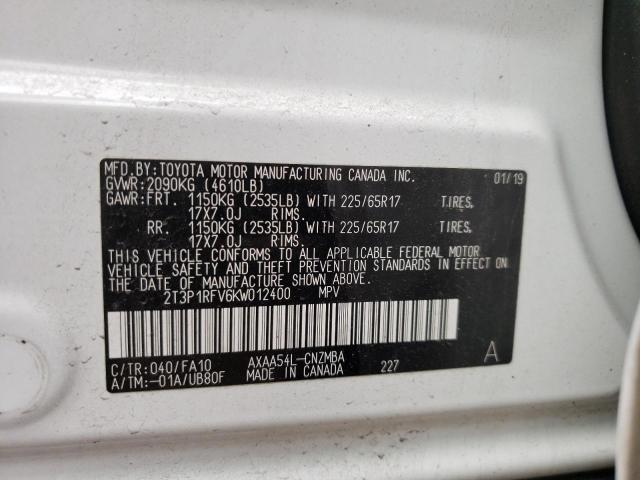 MFD.BY:TOYOTA MOTOR MANUFACTURING CANADA INC. 01/19
GVWR:2090KG (4610LB)
GAWR:FRT. 1150KG (2535LB) WITH 225/65R17 TIRES.
17X7.0J RIMS.
RR. 1150KG (2535LB) WITH 225/65R17 TIRES.
17X7.0J RIMS.
THIS VEHICLE CONFORMS TO ALL APPLICABLE FEDERAL MOTOR
VEHICLE SAFETY AND THEFT PREVENTION STANDARDS IN EFFECT ON
THE DATE OF MANUFACTURE SHOWN ABOVE.
2T3P1RFV6KW012400 MPV
C/TR:040/FA10 AXAA54L-CNZMBA A
A/TM:-01A/UB80F MADE IN CANADA 227